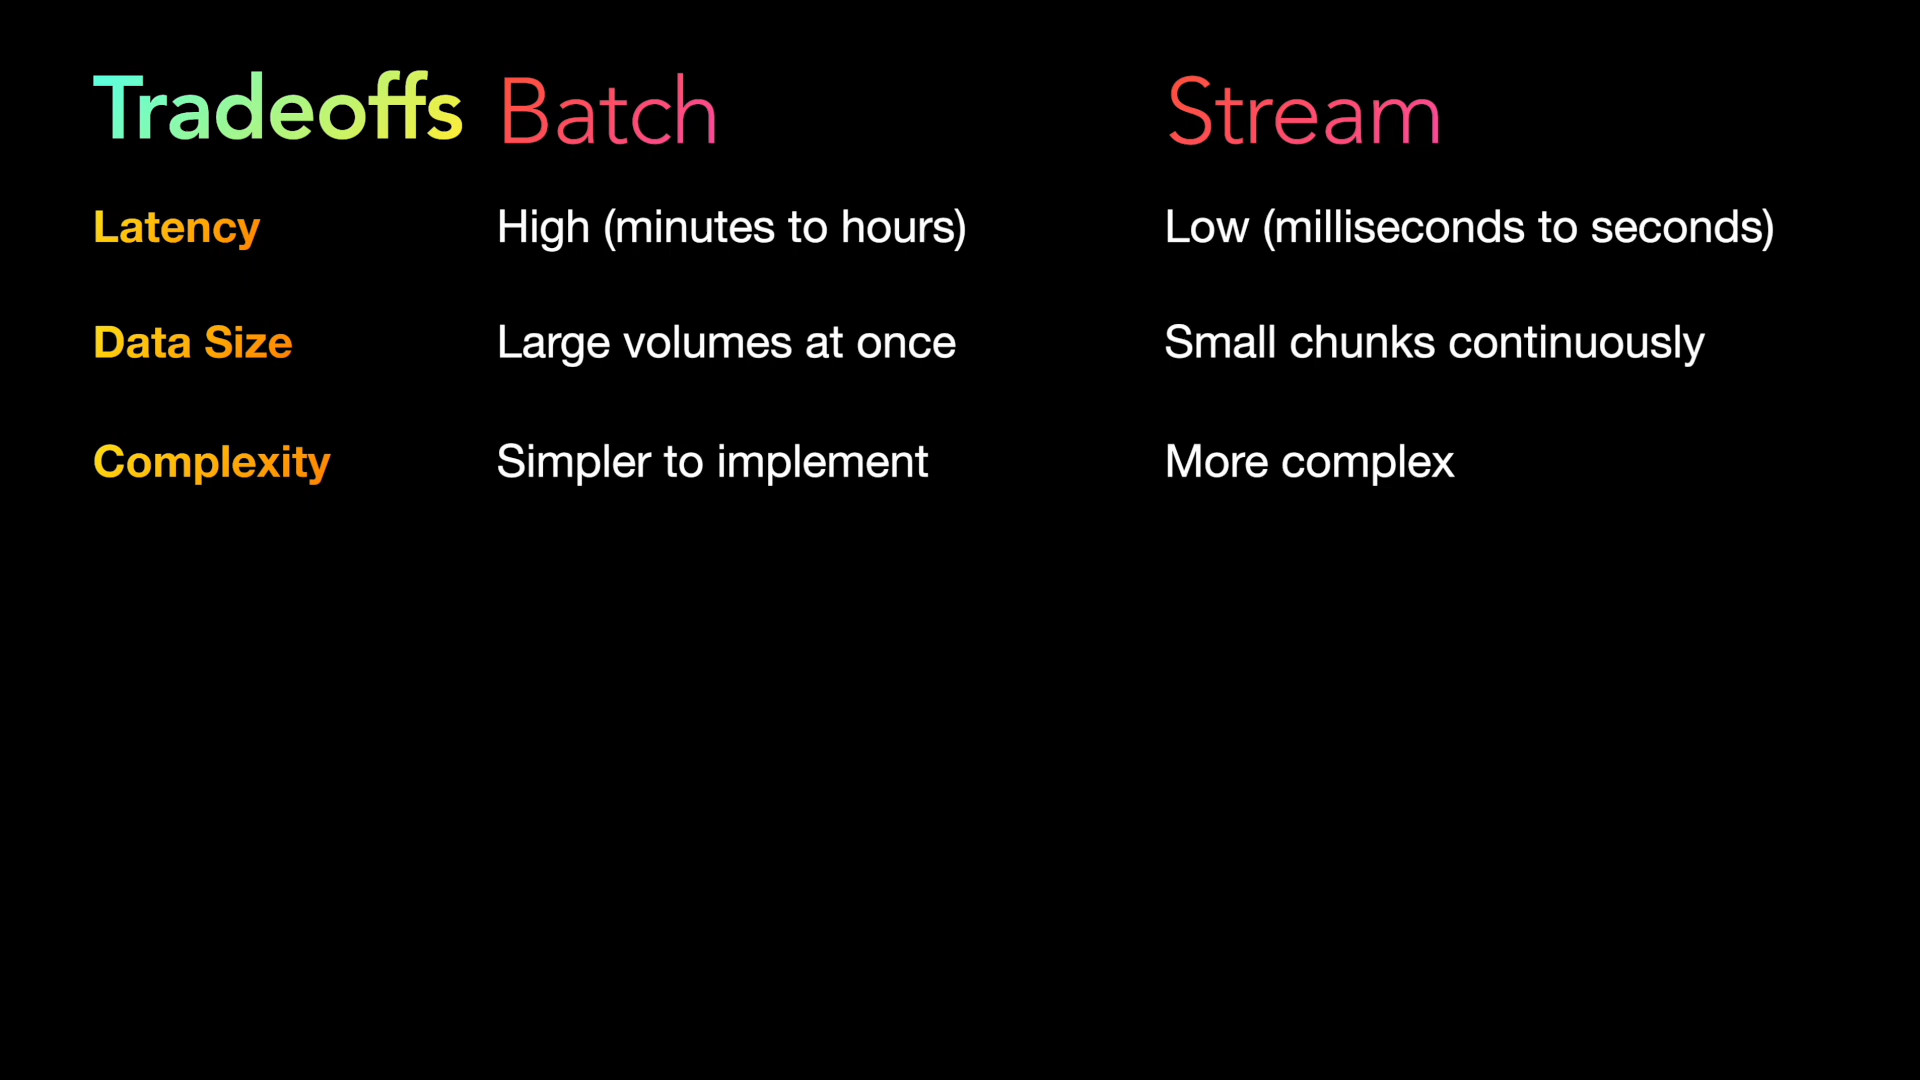 Tradeoffs Batch Stream
Latency High (minutes to hours) Low (milliseconds to seconds)
Data Size Large volumes at once Small chunks continuously
Complexity Simpler to implement More complex